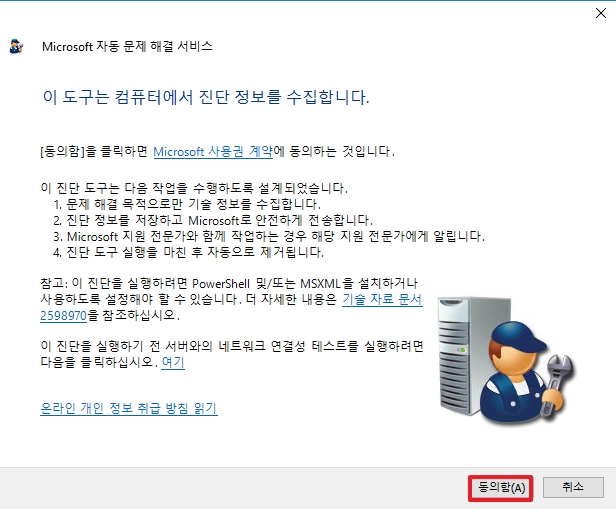 Microsoft 자동 문제 해결 서비스
이 도구는 컴퓨터에서 진단 정보를 수집합니다.
[동의함]을 클릭하면 Microsoft 사용권 계약에 동의하는 것입니다.
이 진단 도구는 다음 작업을 수행하도록 설계되었습니다.
1. 문제 해결 목적으로만 기술 정보를 수집합니다.
2. 진단 정보를 저장하고 Microsoft로 안전하게 전송합니다.
3. Microsoft 지원 전문가와 함께 작업하는 경우 해당 지원 전문가에게 알립니다.
4. 진단 도구 실행을 마친 후 자동으로 제거됩니다.
참고: 이 진단을 실행하려면 PowerShell 및/또는 MSXML을 설치하거나
사용하도록 설정해야 할 수 있습니다. 더 자세한 내용은 기술 자료 문서
2598970을 참조하십시오.
이 진단을 실행하기 전 서버와의 네트워크 연결성 테스트를 실행하려면
다음을 클릭하십시오. 여기
온라인 개인 정보 취급 방침 읽기
동의함(A)
취소